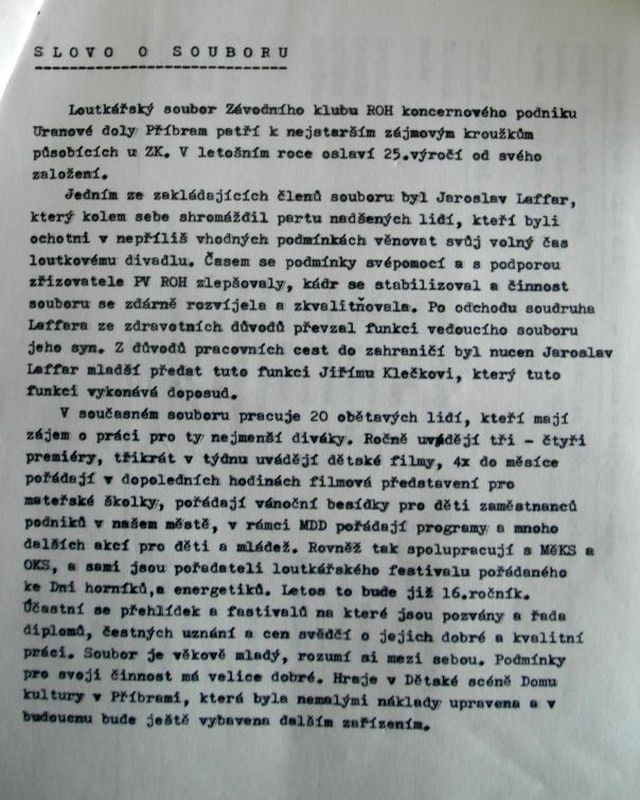 SLOVO O SOUBORU
Loutkářský soubor Závodního klubu ROH koncernového podniku
Uranové doly Příbram patří k nejstarším zájmovým kroužkům
působících u ZK. V letošním roce oslaví 25.výročí od svého
založení.
Jedním ze zakládajících členů souboru byl Jaroslav Laffar,
který kolem sebe shromáždil partu nadšených lidí, kteří byli
ochotni v nepříliš vhodných podmínkách věnovat svůj volný čas
loutkovému divadlu. Časem se podmínky svépomocí a s podporou
zřizovatele PV ROH zlepšovaly, kádr se stabilizoval a činnost
souboru se zdárně rozvíjela a zkvalitňovala. Po odchodu soudruha
Laffara ze zdravotních důvodů převzal funkci vedoucího souboru
jeho syn. Z důvodů pracovních cest do zahraničí byl nucen Jaroslav
Laffar mladší předat tuto funkci Jiřímu Klečkovi, který tuto
funkci vykonává doposud.
V současném souboru pracuje 20 obětavých lidí, kteří mají
zájem o práci pro ty nejmenší diváky. Ročně uvádějí tři - čtyři
premiéry, třikrát v týdnu uvádějí dětské filmy, 4x do měsíce
pořádají v dopoledních hodinách filmová představení pro
mateřské školky, pořádají vánoční besídky pro děti zaměstnanců
podniků v našem městě, v rámci MDD pořádají programy a mnoho
dalších akcí pro děti a mládež. Rovněž tak spolupracují s MěKS a
OKS, a sami jsou pořadateli loutkářského festivalu pořádaného
ke Dni horníků,a energetiků. Letos to bude již 16.ročník.
Účastní se přehlídek a fastivalů na které jsou pozvány a řada
diplomů, čestných uznání a cen svědčí o jejich dobré a kvalitní
práci. Soubor je věkově mladý, rozumí si mezi sebou. Podmínky
pro svoji činnost má velice dobré. Hraje v Dětské scéně Domu
kultury v Příbrami, která byla nemalými náklady upravena a v
budoucnu bude ještě vybavena dalším zařízením.